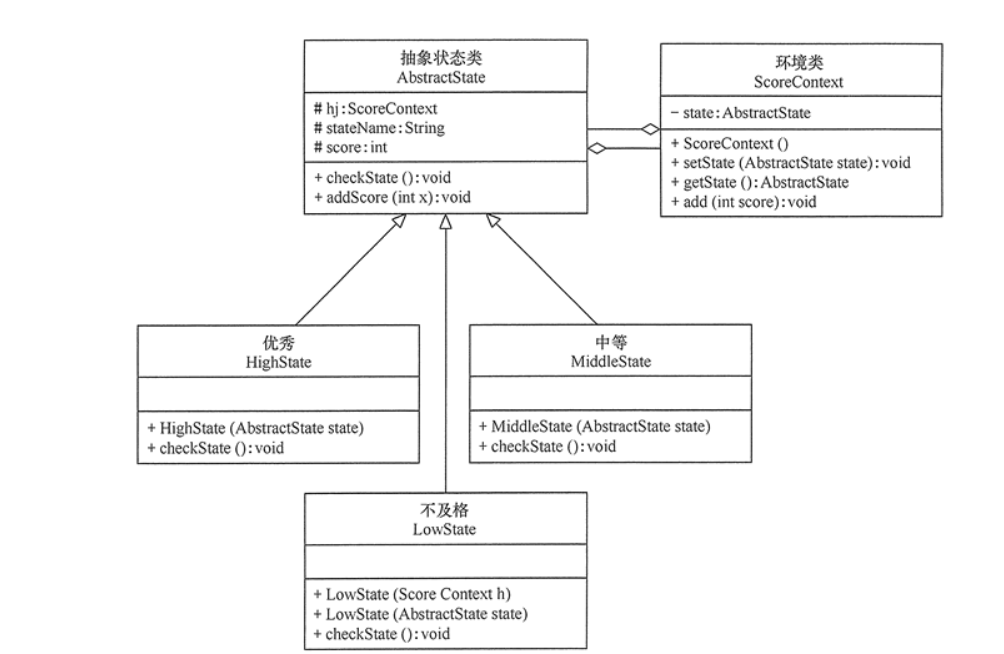 抽象状态类
AbstractState
# hj:ScoreContext
# stateName:String
# score:int
+ checkState ():void
+ addScore (int x):void
环境类
ScoreContext
− state:AbstractState
+ ScoreContext ()
+ setState (AbstractState state):void
+ getState ():AbstractState
+ add (int score):void
优秀
HighState
+ HighState (AbstractState state)
+ checkState ():void
中等
MiddleState
+ MiddleState (AbstractState state)
+ checkState ():void
不及格
LowState
+ LowState (Score Context h)
+ LowState (AbstractState state)
+ checkState ():void